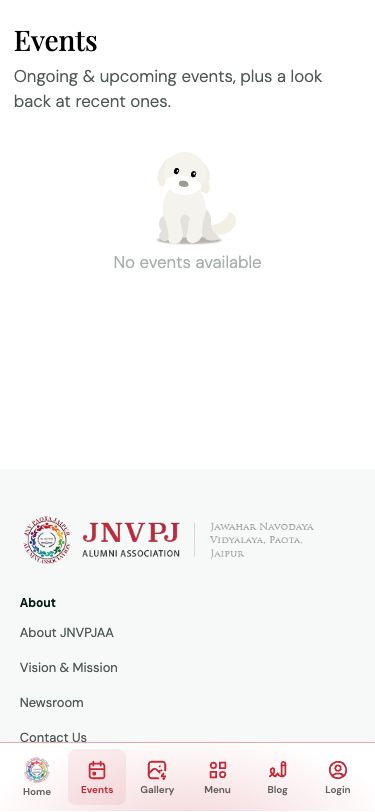 Events
Ongoing & upcoming events, plus a look
back at recent ones.
No events available
JNVPJ
ALUMNI ASSOCIATION
Jawahar Navodaya
Vidyalaya, Paota,
Jaipur
About
About JNVPJAA
Vision & Mission
Newsroom
Contact Us
Home
Events
Gallery
Menu
Blog
Login